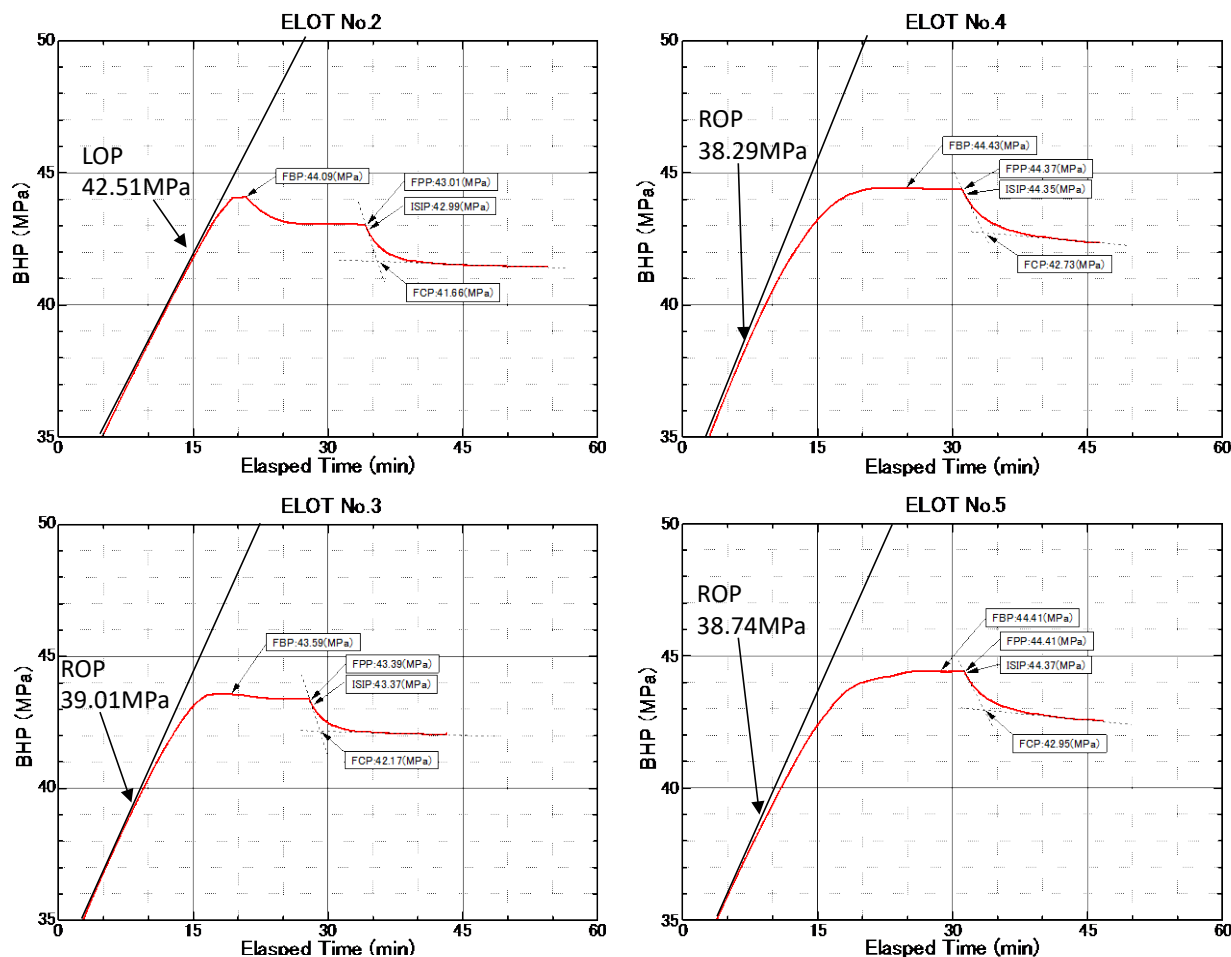 ELOT No.2
50
45
40
35
BHP (MPa)
LOP
42.51MPa
FBP:44.09(MPa)
FPP:43.01(MPa)
ISIP:42.99(MPa)
FCP:41.66(MPa)
0
15
30
45
60
Elasped Time (min)
ELOT No.4
50
45
40
35
BHP (MPa)
ROP
38.29MPa
FBP:44.43(MPa)
FPP:44.37(MPa)
ISIP:44.35(MPa)
FCP:42.73(MPa)
0
15
30
45
60
Elasped Time (min)
ELOT No.3
50
45
40
35
BHP (MPa)
ROP
39.01MPa
FBP:43.59(MPa)
FPP:43.39(MPa)
ISIP:43.37(MPa)
FCP:42.17(MPa)
0
15
30
45
60
Elasped Time (min)
ELOT No.5
50
45
40
35
BHP (MPa)
ROP
38.74MPa
FBP:44.41(MPa)
FPP:44.41(MPa)
ISIP:44.37(MPa)
FCP:42.95(MPa)
0
15
30
45
60
Elasped Time (min)